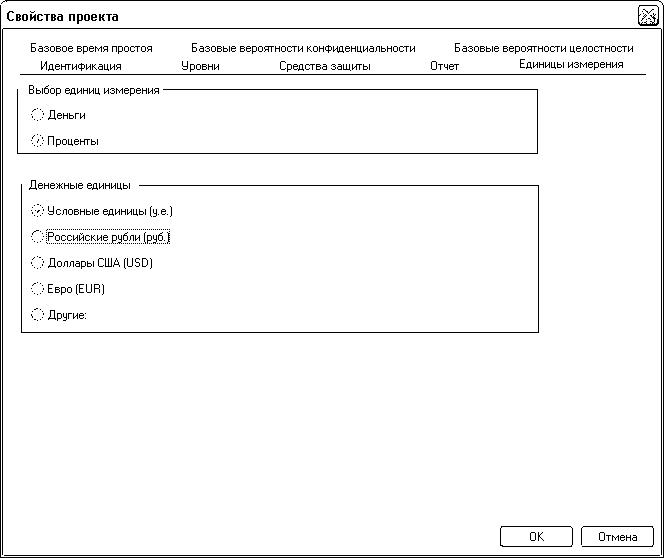 Свойства проекта
Базовое время простоя Базовые вероятности конфиденциальности Базовые вероятности целостности
Идентификация Уровни Средства защиты Отчет Единицы измерения
Выбор единиц измерения
Деньги
Проценты
Денежные единицы
Условные единицы (у.е.)
Российские рубли (руб.)
Доллары США (USD)
Евро (EUR)
Другие:
OK Отмена